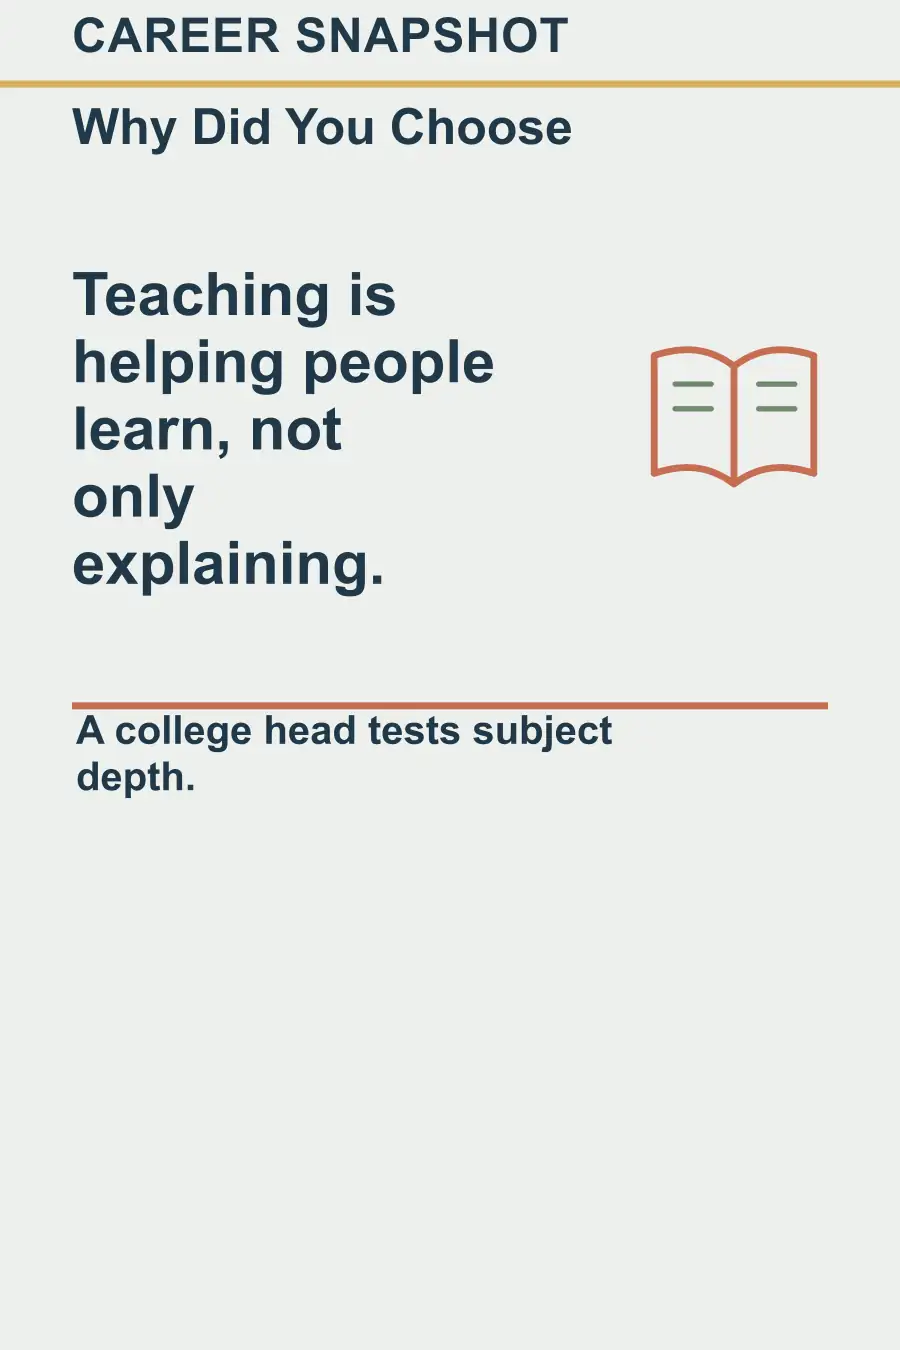 CAREER SNAPSHOT
Why Did You Choose
Teaching is
helping people
learn, not
only
explaining.
A college head tests subject
depth.